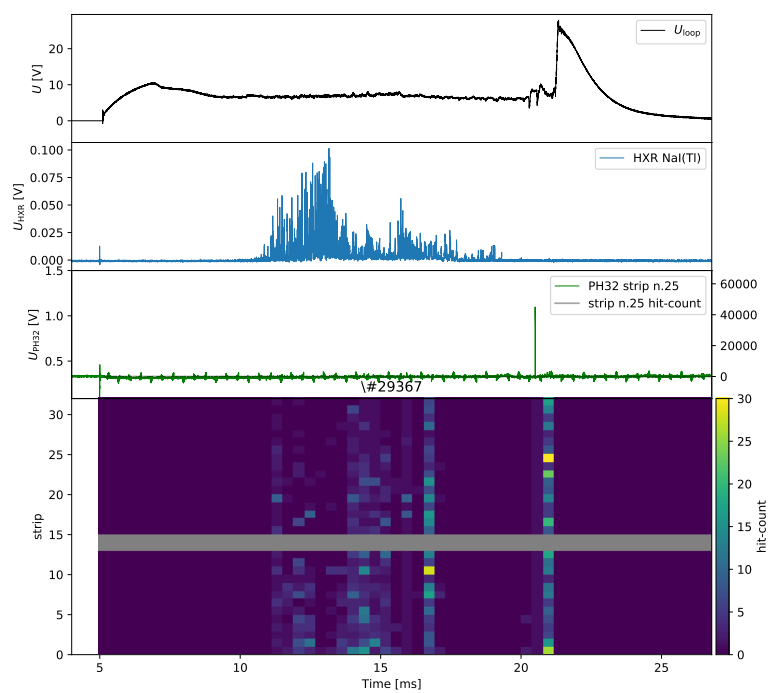 U_loop
20
10
0
U [V]
HXR NaI(Tl)
0.100
0.075
0.050
0.025
0.000
U_HXR [V]
PH32 strip n.25
strip n.25 hit-count
1.5
1.0
0.5
U_PH32 [V]
60000
40000
20000
0
\#29367
30
25
20
15
10
5
0
strip
30
25
20
15
10
5
0
hit-count
5 10 15 20 25
Time [ms]